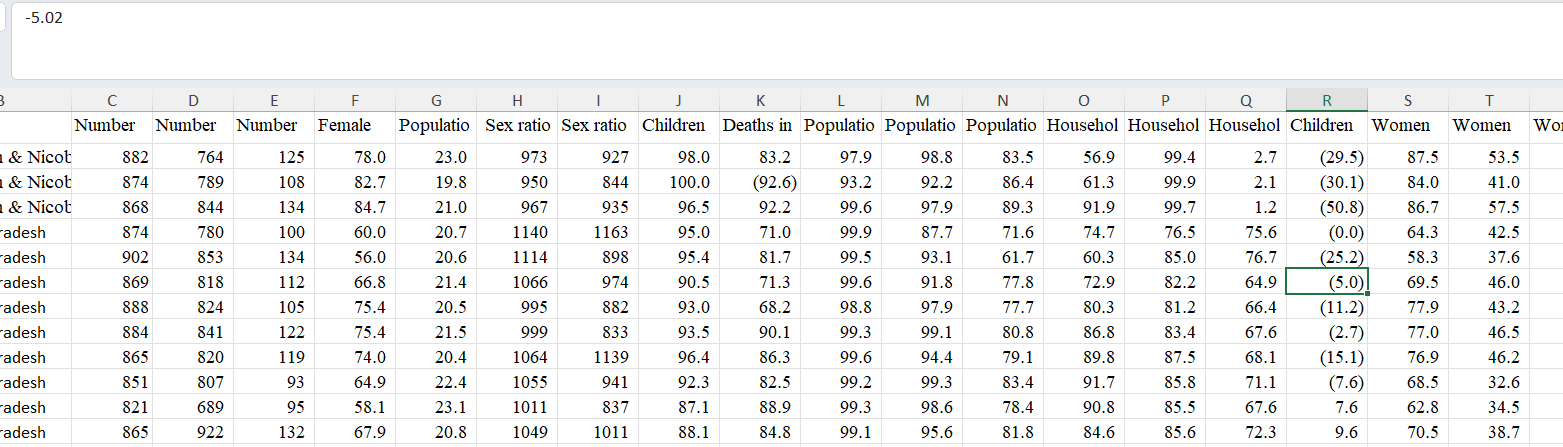 -5.02
B C D E F G H I J K L M N O P Q R S T
Number Number Number Female Populatio Sex ratio Sex ratio Children Deaths in Populatio Populatio Populatio Househol Househol Househol Children Women Women Wo
& Nicob 882 764 125 78.0 23.0 973 927 98.0 83.2 97.9 98.8 83.5 56.9 99.4 2.7 (29.5) 87.5 53.5
& Nicob 874 789 108 82.7 19.8 950 844 100.0 (92.6) 93.2 92.2 86.4 61.3 99.9 2.1 (30.1) 84.0 41.0
& Nicob 868 844 134 84.7 21.0 967 935 96.5 92.2 99.6 97.9 89.3 91.9 99.7 1.2 (50.8) 86.7 57.5
radesh 874 780 100 60.0 20.7 1140 1163 95.0 71.0 99.9 87.7 71.6 74.7 76.5 75.6 (0.0) 64.3 42.5
radesh 902 853 134 56.0 20.6 1114 898 95.4 81.7 99.5 93.1 61.7 60.3 85.0 76.7 (25.2) 58.3 37.6
radesh 869 818 112 66.8 21.4 1066 974 90.5 71.3 99.6 91.8 77.8 72.9 82.2 64.9 (5.0) 69.5 46.0
radesh 888 824 105 75.4 20.5 995 882 93.0 68.2 98.8 97.9 77.7 80.3 81.2 66.4 (11.2) 77.9 43.2
radesh 884 841 122 75.4 21.5 999 833 93.5 90.1 99.3 99.1 80.8 86.8 83.4 67.6 (2.7) 77.0 46.5
radesh 865 820 119 74.0 20.4 1064 1139 96.4 86.3 99.6 94.4 79.1 89.8 87.5 68.1 (15.1) 76.9 46.2
radesh 851 807 93 64.9 22.4 1055 941 92.3 82.5 99.2 99.3 83.4 91.7 85.8 71.1 (7.6) 68.5 32.6
radesh 821 689 95 58.1 23.1 1011 837 87.1 88.9 99.3 98.6 78.4 90.8 85.5 67.6 7.6 62.8 34.5
radesh 865 922 132 67.9 20.8 1049 1011 88.1 84.8 99.1 95.6 81.8 84.6 85.6 72.3 9.6 70.5 38.7